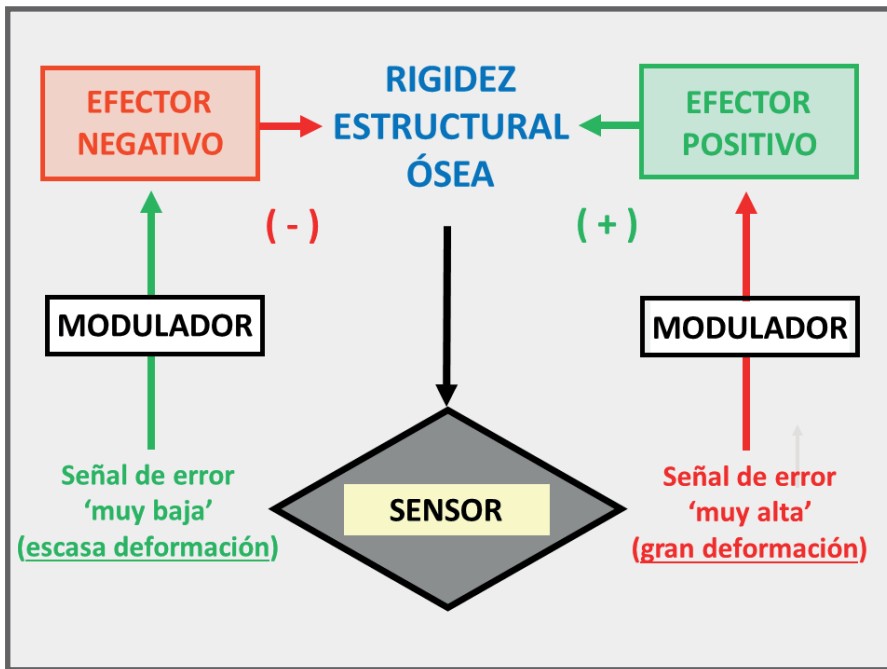 EFECTOR
NEGATIVO
RIGIDEZ
ESTRUCTURAL
ÓSEA
EFECTOR
POSITIVO
( - )
( + )
MODULADOR
MODULADOR
Señal de error
‘muy baja’
(escasa deformación)
SENSOR
Señal de error
‘muy alta’
(gran deformación)